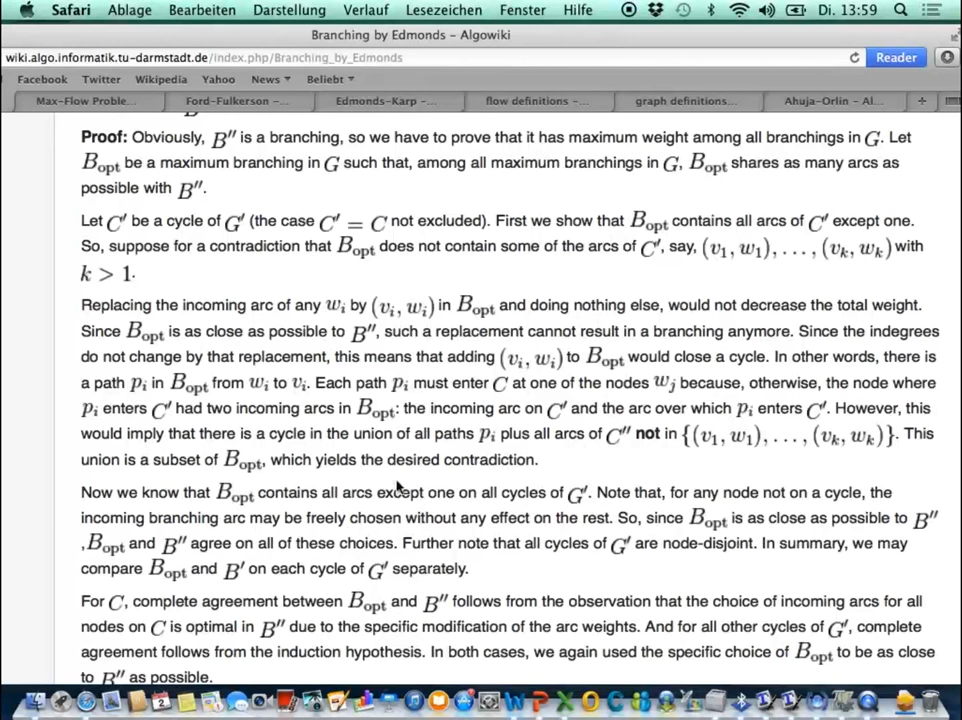 Safari Ablage Bearbeiten Darstellung Verlauf Lesezeichen Fenster Hilfe Di. 13:59
Branching by Edmonds – Algowiki
wiki.algo.informatik.tu-darmstadt.de/index.php/Branching_by_Edmonds Reader
Facebook Twitter Wikipedia Yahoo News Beliebt
Max-Flow Proble... Ford-Fulkerson –... Edmonds-Karp –... flow definitions –... graph definitions... Ahuja-Orlin – Al... +
Proof: Obviously, B″ is a branching, so we have to prove that it has maximum weight among all branchings in G. Let
B_opt be a maximum branching in G such that, among all maximum branchings in G, B_opt shares as many arcs as
possible with B″.
Let C′ be a cycle of G′ (the case C′ = C not excluded). First we show that B_opt contains all arcs of C′ except one.
So, suppose for a contradiction that B_opt does not contain some of the arcs of C′, say, (v₁, w₁), . . . , (vₖ, wₖ) with
k > 1.
Replacing the incoming arc of any wᵢ by (vᵢ, wᵢ) in B_opt and doing nothing else, would not decrease the total weight.
Since B_opt is as close as possible to B″, such a replacement cannot result in a branching anymore. Since the indegrees
do not change by that replacement, this means that adding (vᵢ, wᵢ) to B_opt would close a cycle. In other words, there is
a path pᵢ in B_opt from wᵢ to vᵢ. Each path pᵢ must enter C at one of the nodes wⱼ because, otherwise, the node where
pᵢ enters C′ had two incoming arcs in B_opt: the incoming arc on C′ and the arc over which pᵢ enters C′. However, this
would imply that there is a cycle in the union of all paths pᵢ plus all arcs of C″ not in {(v₁, w₁), . . . , (vₖ, wₖ)}. This
union is a subset of B_opt, which yields the desired contradiction.
Now we know that B_opt contains all arcs except one on all cycles of G′. Note that, for any node not on a cycle, the
incoming branching arc may be freely chosen without any effect on the rest. So, since B_opt is as close as possible to B″
, B_opt and B″ agree on all of these choices. Further note that all cycles of G′ are node-disjoint. In summary, we may
compare B_opt and B′ on each cycle of G′ separately.
For C, complete agreement between B_opt and B″ follows from the observation that the choice of incoming arcs for all
nodes on C is optimal in B″ due to the specific modification of the arc weights. And for all other cycles of G′, complete
agreement follows from the induction hypothesis. In both cases, we again used the specific choice of B_opt to be as close
to B″ as possible.